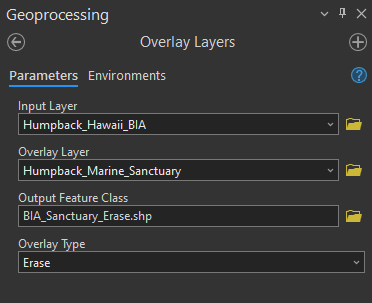 Geoprocessing
Overlay Layers
Parameters Environments
?
Input Layer
Humpback_Hawaii_BIA
Overlay Layer
Humpback_Marine_Sanctuary
Output Feature Class
BIA_Sanctuary_Erase.shp
Overlay Type
Erase